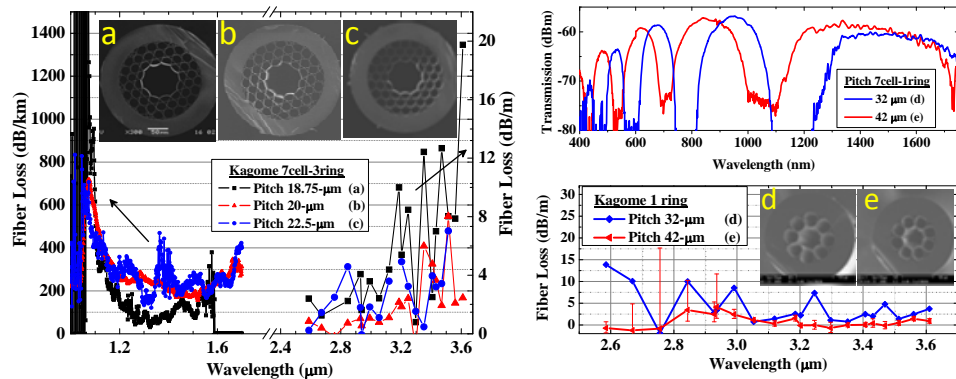 a b c
1400
1200
1000
900
800
600
400
200
0
Fiber Loss (dB/km)
20
16
12
8
4
0
Fiber Loss (dB/m)
×200 50μm 16 02
Kagome 7cell-3ring
Pitch 18.75-μm (a)
Pitch 20-μm (b)
Pitch 22.5-μm (c)
1.2 1.6 2.4 2.8 3.2 3.6
Wavelength (μm)
-60
-70
-80
Transmission (dBm)
Pitch 7cell-1ring
32 μm (d)
42 μm (e)
400 600 800 1000 1200 1400 1600
Wavelength (nm)
30
25
20
15
10
5
0
Fiber Loss (dB/m)
Kagome 1 ring
Pitch 32-μm (d)
Pitch 42-μm (e)
d e
2.6 2.8 3.0 3.2 3.4 3.6
Wavelength (μm)